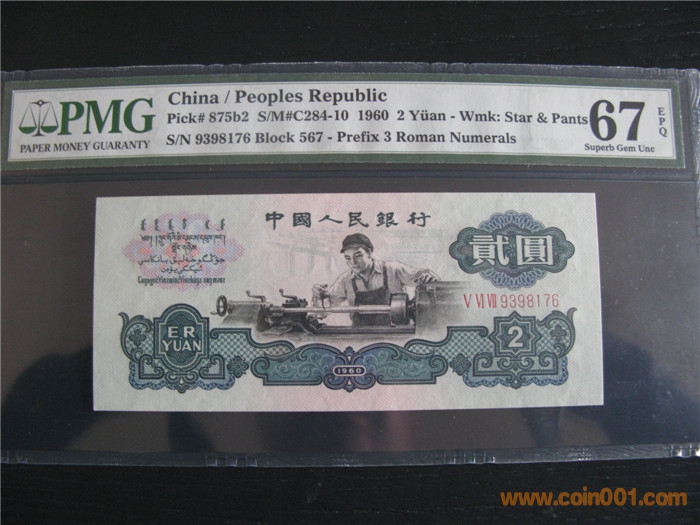 PMG
PAPER MONEY GUARANTY
China / Peoples Republic
Pick# 875b2 S/M#C284-10 1960 2 Yüan - Wmk: Star & Pants
S/N 9398176 Block 567 - Prefix 3 Roman Numerals
67 EPQ
Superb Gem Unc
中國人民銀行
貳圓
V VI VII 9398176
ER
YUAN
2
1960
www.coin001.com